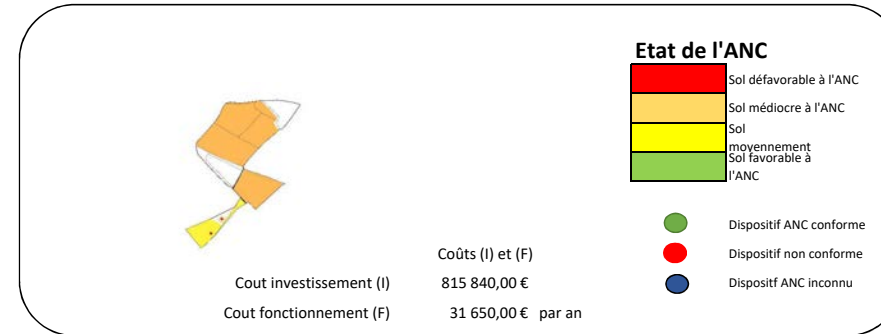 Etat de l'ANC
Sol défavorable à l'ANC
Sol médiocre à l'ANC
Sol
moyennement
Sol favorable à
l'ANC
Dispositif ANC conforme
Dispositif non conforme
Dispositf ANC inconnu
Coûts (I) et (F)
Cout investissement (I) 815 840,00 €
Cout fonctionnement (F) 31 650,00 € par an